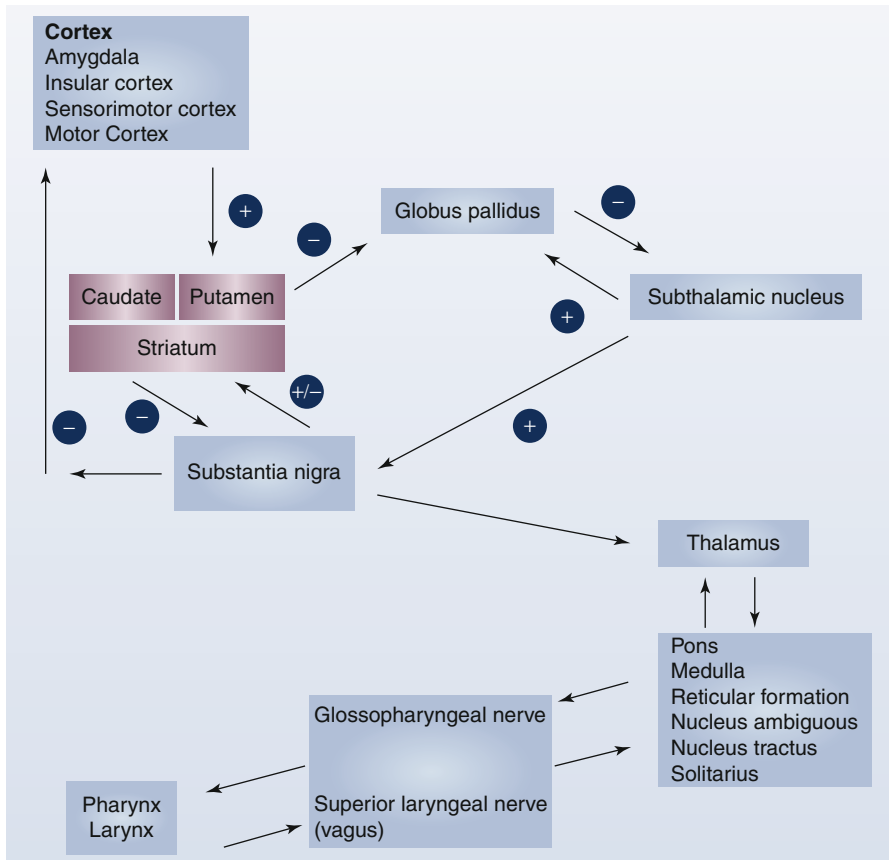 Cortex
Amygdala
Insular cortex
Sensorimotor cortex
Motor Cortex
+
−
Globus pallidus
−
Caudate
Putamen
Striatum
+
Subthalamic nucleus
−
−
+/−
+
Substantia nigra
Thalamus
Pons
Medulla
Reticular formation
Nucleus ambiguous
Nucleus tractus
Solitarius
Glossopharyngeal nerve
Superior laryngeal nerve
(vagus)
Pharynx
Larynx